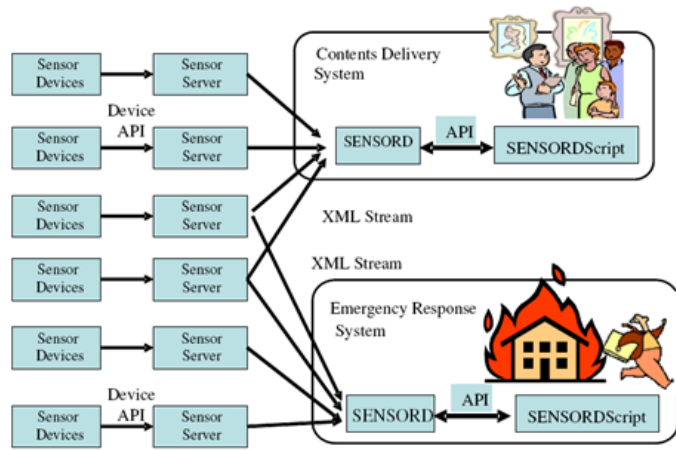 Contents Delivery
System
Sensor
Devices
Sensor
Server
Device
API
Sensor
Devices
Sensor
Server
SENSORD
API
SENSORDScript
Sensor
Devices
Sensor
Server
XML Stream
Sensor
Devices
Sensor
Server
XML Stream
Emergency Response
System
Sensor
Devices
Sensor
Server
Device
API
Sensor
Devices
Sensor
Server
SENSORD
API
SENSORDScript